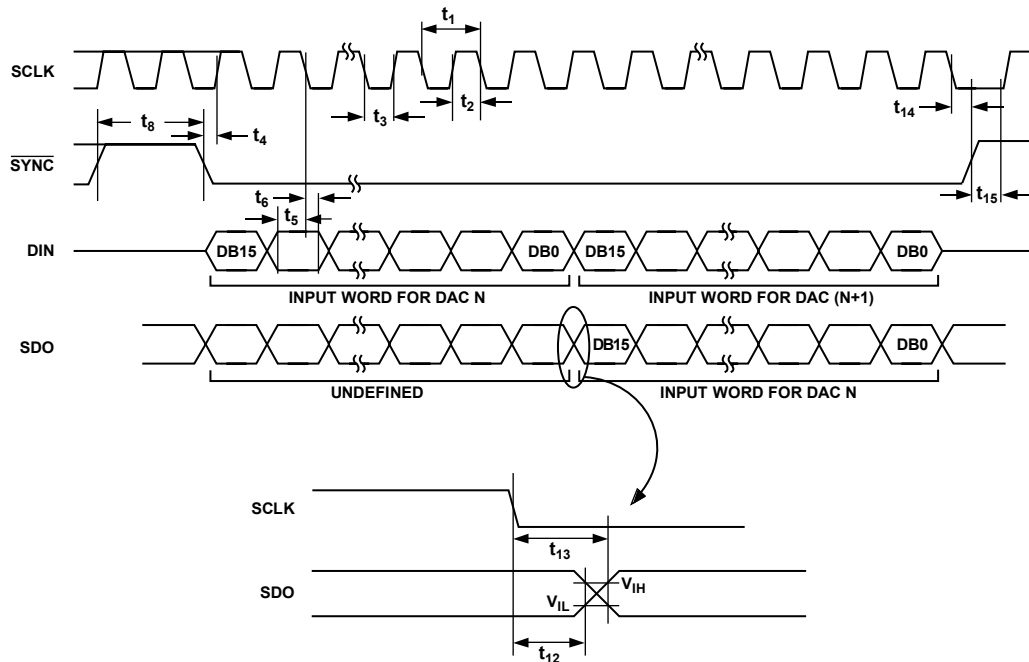 t1
SCLK
t3
t2
t14
t8
t4
SYNC
t15
t6
t5
DIN
DB15
DB0
DB15
DB0
INPUT WORD FOR DAC N
INPUT WORD FOR DAC (N+1)
SDO
DB15
DB0
UNDEFINED
INPUT WORD FOR DAC N
SCLK
t13
SDO
VIH
VIL
t12